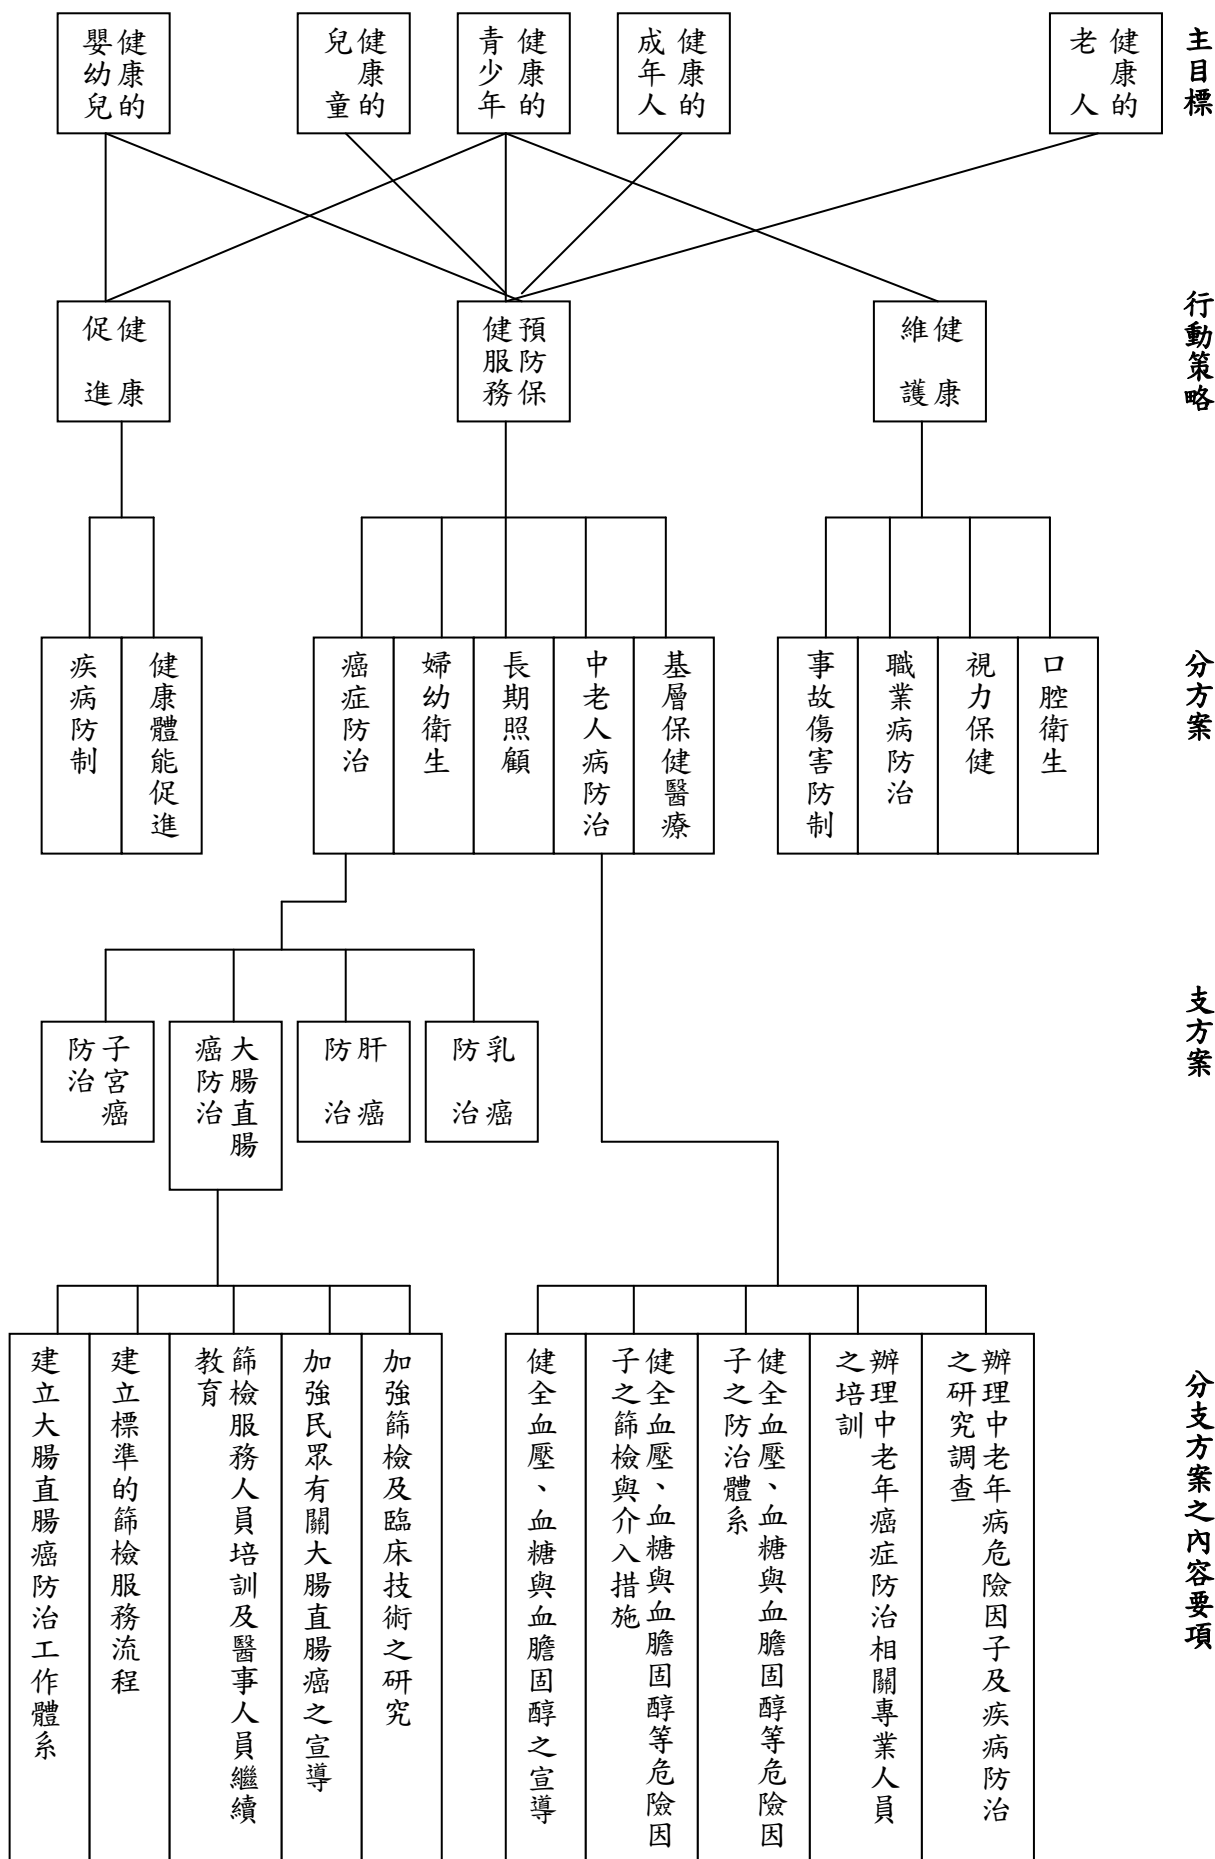 主目標
健康的
嬰幼兒
健康的
兒童
健康的
青少年
健康的
成年人
健康的
老人
行動策略
健康
促進
預防保
健服務
健康
維護
分方案
疾病防制
健康體能促進
癌症防治
婦幼衛生
長期照顧
中老人病防治
基層保健醫療
事故傷害防制
職業病防治
視力保健
口腔衛生
支方案
子宮癌
防治
大腸直腸
癌防治
肝癌
防治
乳癌
防治
分支方案之內容要項
建立大腸直腸癌防治工作體系
建立標準的篩檢服務流程
篩檢服務人員培訓及醫事人員繼續
教育
加強民眾有關大腸直腸癌之宣導
加強篩檢及臨床技術之研究
健全血壓、血糖與血膽固醇之宣導
健全血壓、血糖與血膽固醇等危險因
子之篩檢與介入措施
健全血壓、血糖與血膽固醇等危險因
子之防治體系
辦理中老年癌症防治相關專業人員
之培訓
辦理中老年病危險因子及疾病防治
之研究調查